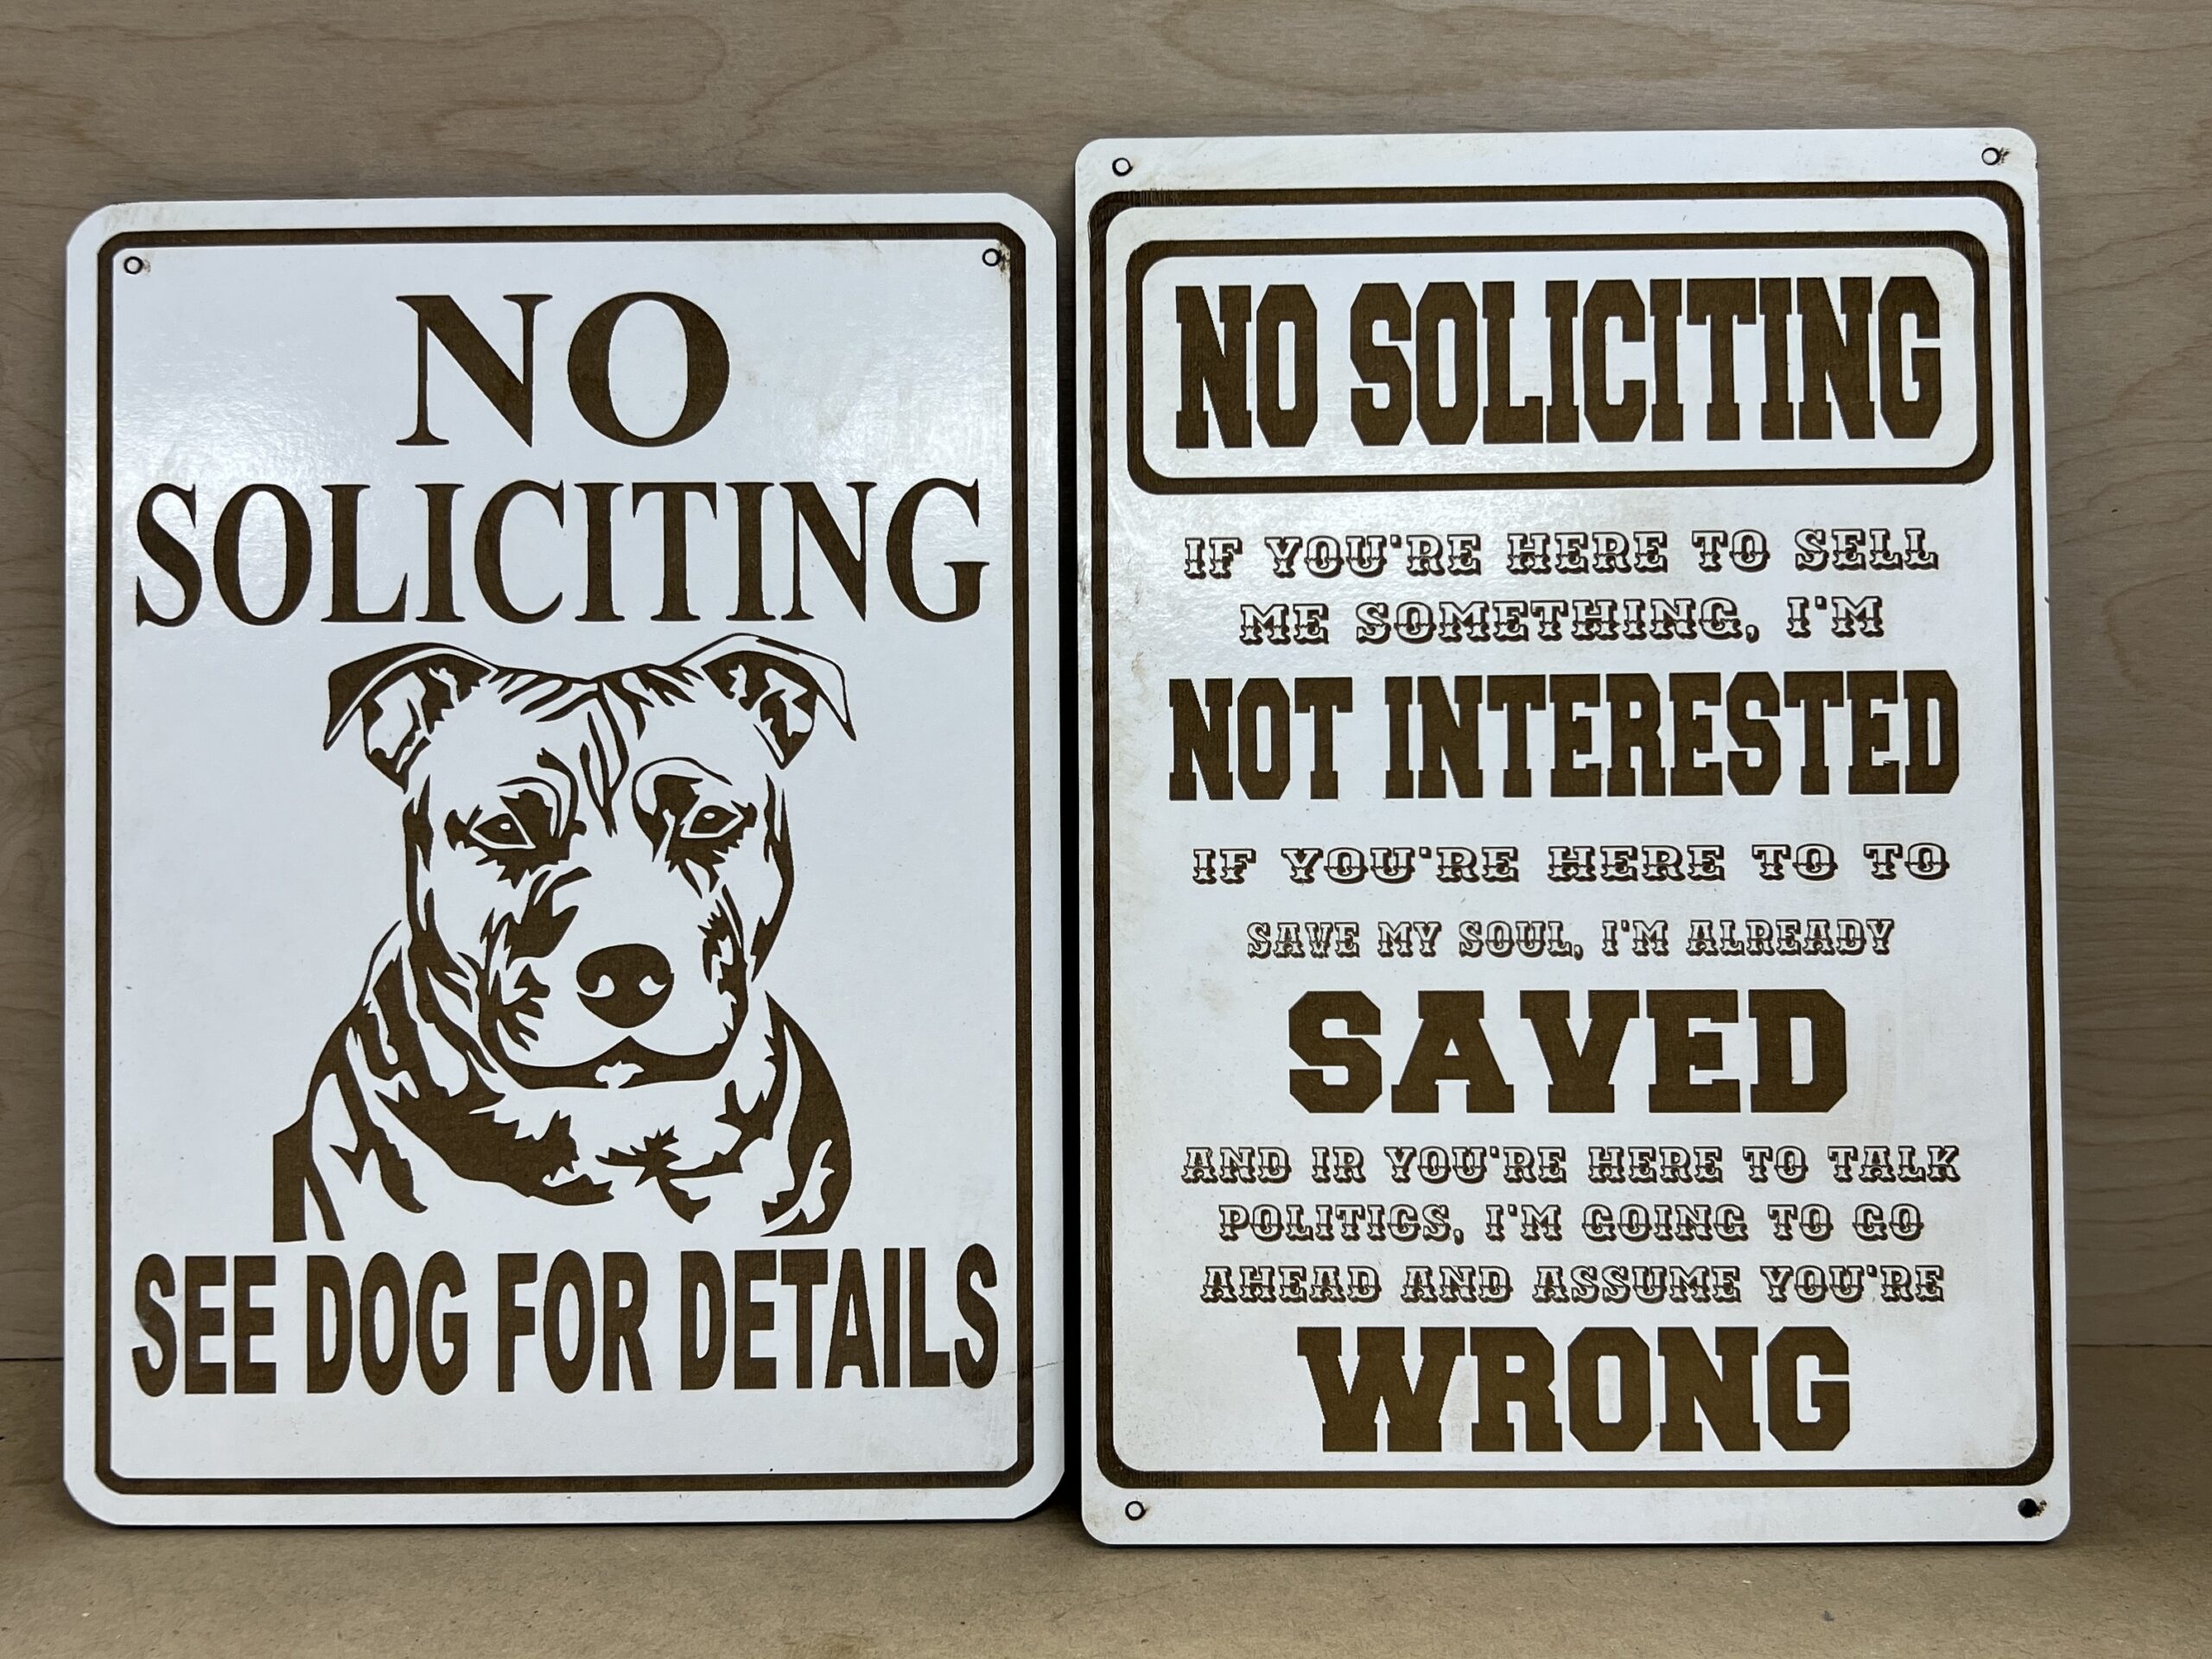 NO
SOLICITING
SEE DOG FOR DETAILS
NO SOLICITING
IF YOU'RE HERE TO SELL
ME SOMETHING, I'M
NOT INTERESTED
IF YOU'RE HERE TO TO
SAVE MY SOUL, I'M ALREADY
SAVED
AND IR YOU'RE HERE TO TALK
POLITICS, I'M GOING TO GO
AHEAD AND ASSUME YOU'RE
WRONG